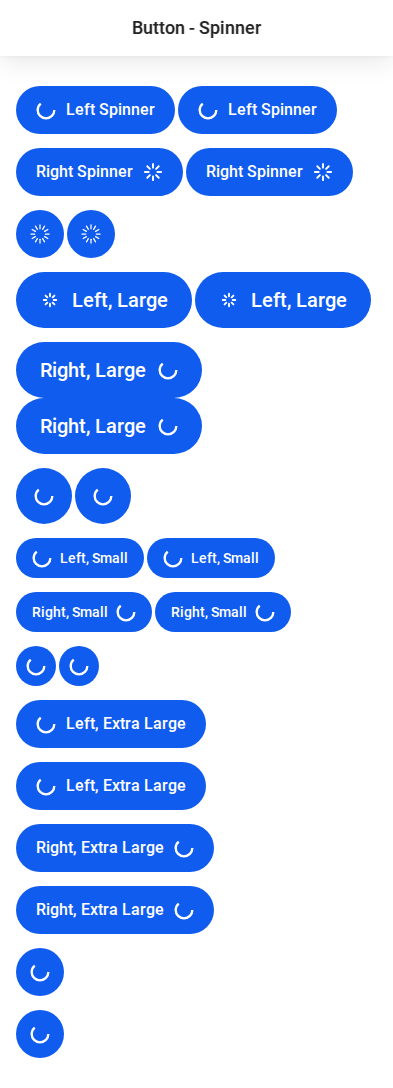 Button - Spinner
Left Spinner Left Spinner
Right Spinner Right Spinner
Left, Large Left, Large
Right, Large
Right, Large
Left, Small Left, Small
Right, Small Right, Small
Left, Extra Large
Left, Extra Large
Right, Extra Large
Right, Extra Large